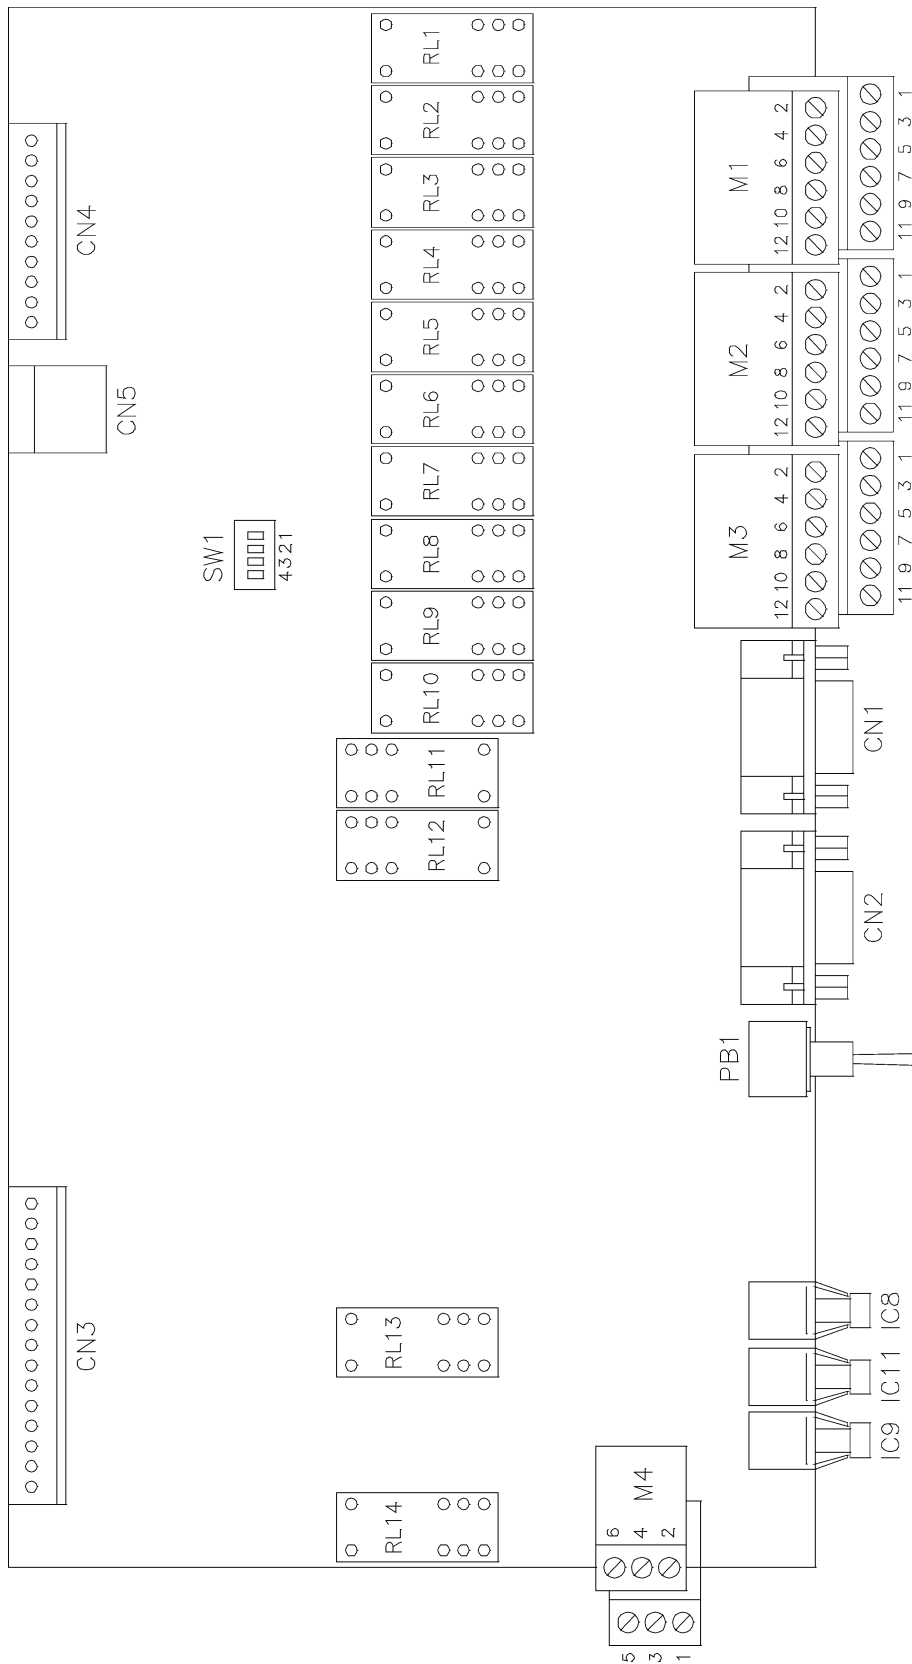 RL1
RL2
RL3
RL4
RL5
RL6
RL7
RL8
RL9
RL10
RL11
RL12
RL13
RL14
CN4
CN5
SW1
4321
CN3
M1
12 10 8 6 4 2
11 9 7 5 3 1
M2
12 10 8 6 4 2
11 9 7 5 3 1
M3
12 10 8 6 4 2
11 9 7 5 3 1
CN1
CN2
PB1
IC8
IC11
IC9
M4
6
4
2
5
3
1